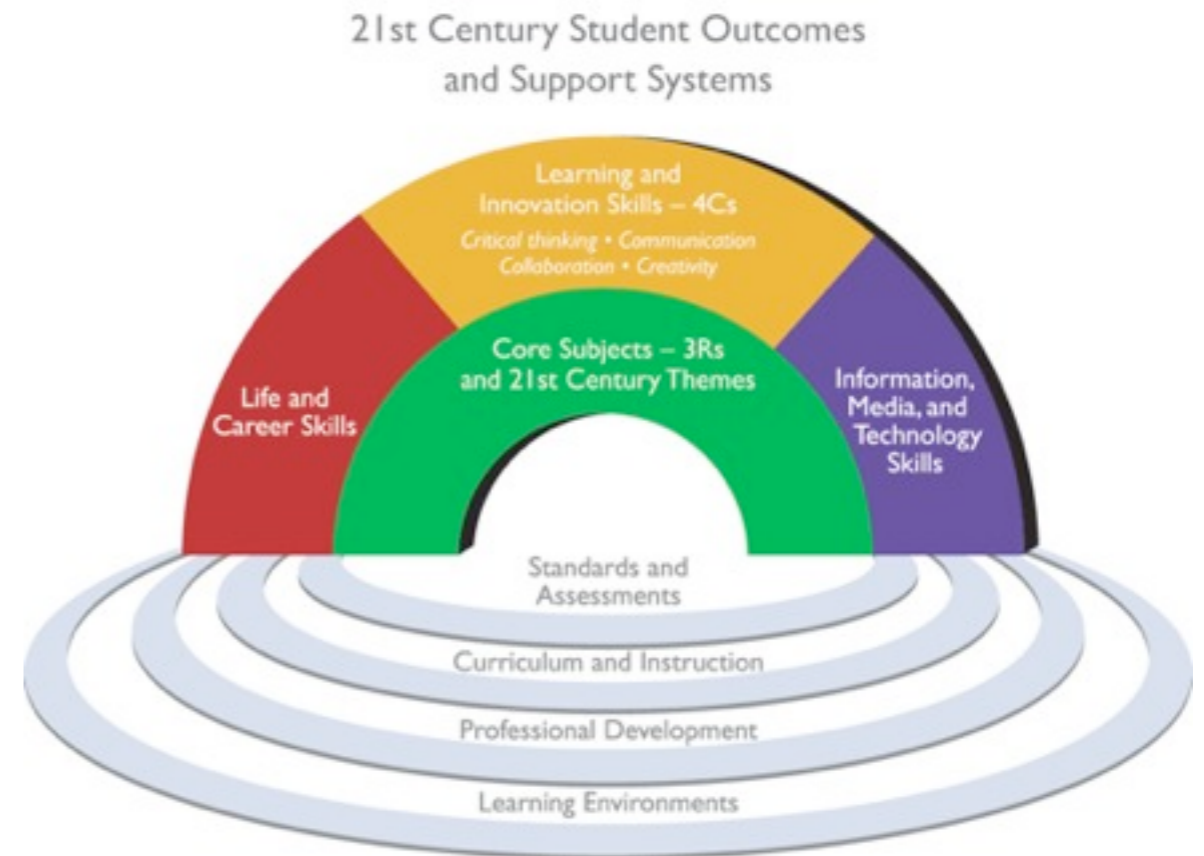 21st Century Student Outcomes
and Support Systems
Learning and
Innovation Skills – 4Cs
Critical thinking • Communication
Collaboration • Creativity
Core Subjects – 3Rs
and 21st Century Themes
Life and
Career Skills
Information,
Media, and
Technology
Skills
Standards and
Assessments
Curriculum and Instruction
Professional Development
Learning Environments